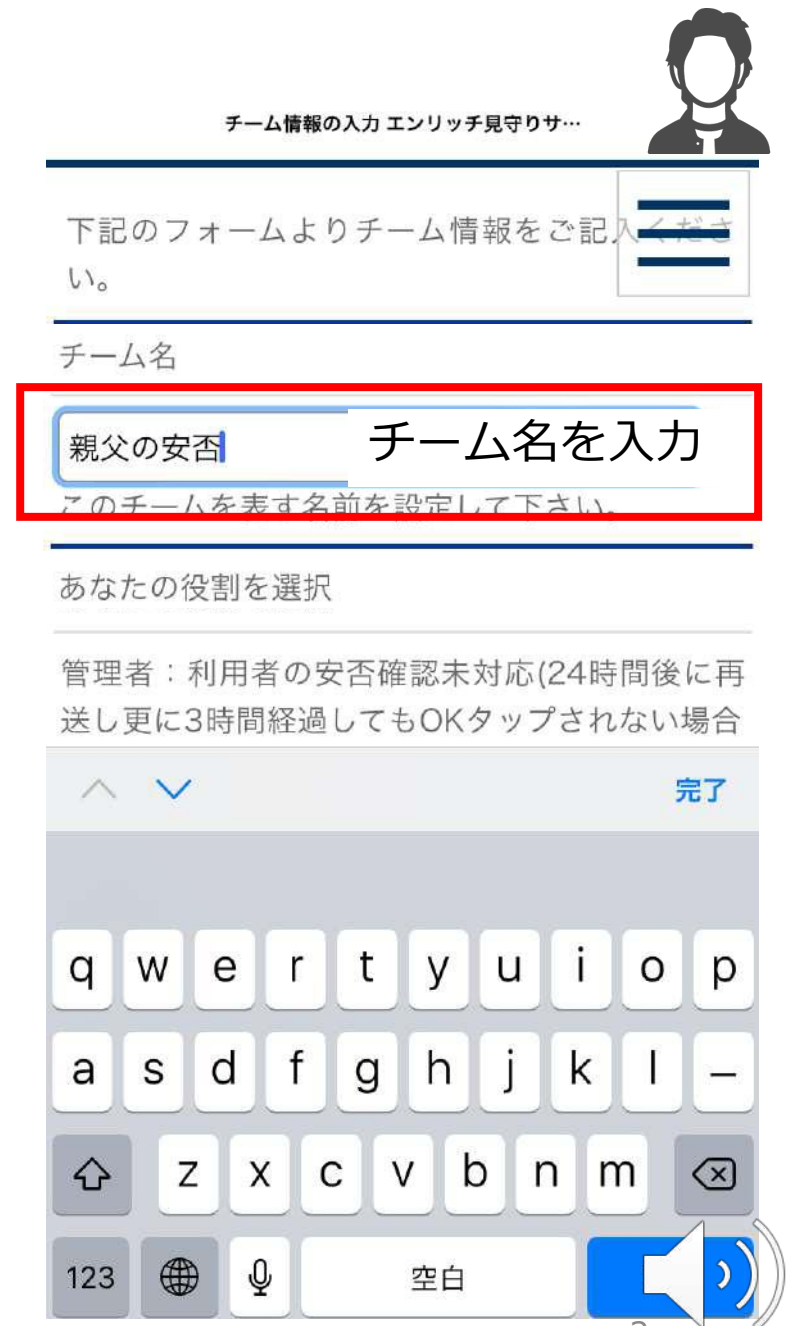 チーム情報の入力 エンリッチ見守りサ…
下記のフォームよりチーム情報をご記入くださ
い。
チーム名
親父の安否
チーム名を入力
このチームを表す名前を設定して下さい。
あなたの役割を選択
管理者：利用者の安否確認未対応(24時間後に再
送し更に3時間経過してもOKタップされない場合
完了
q w e r t y u i o p
a s d f g h j k l ー
z x c v b n m
123 空白